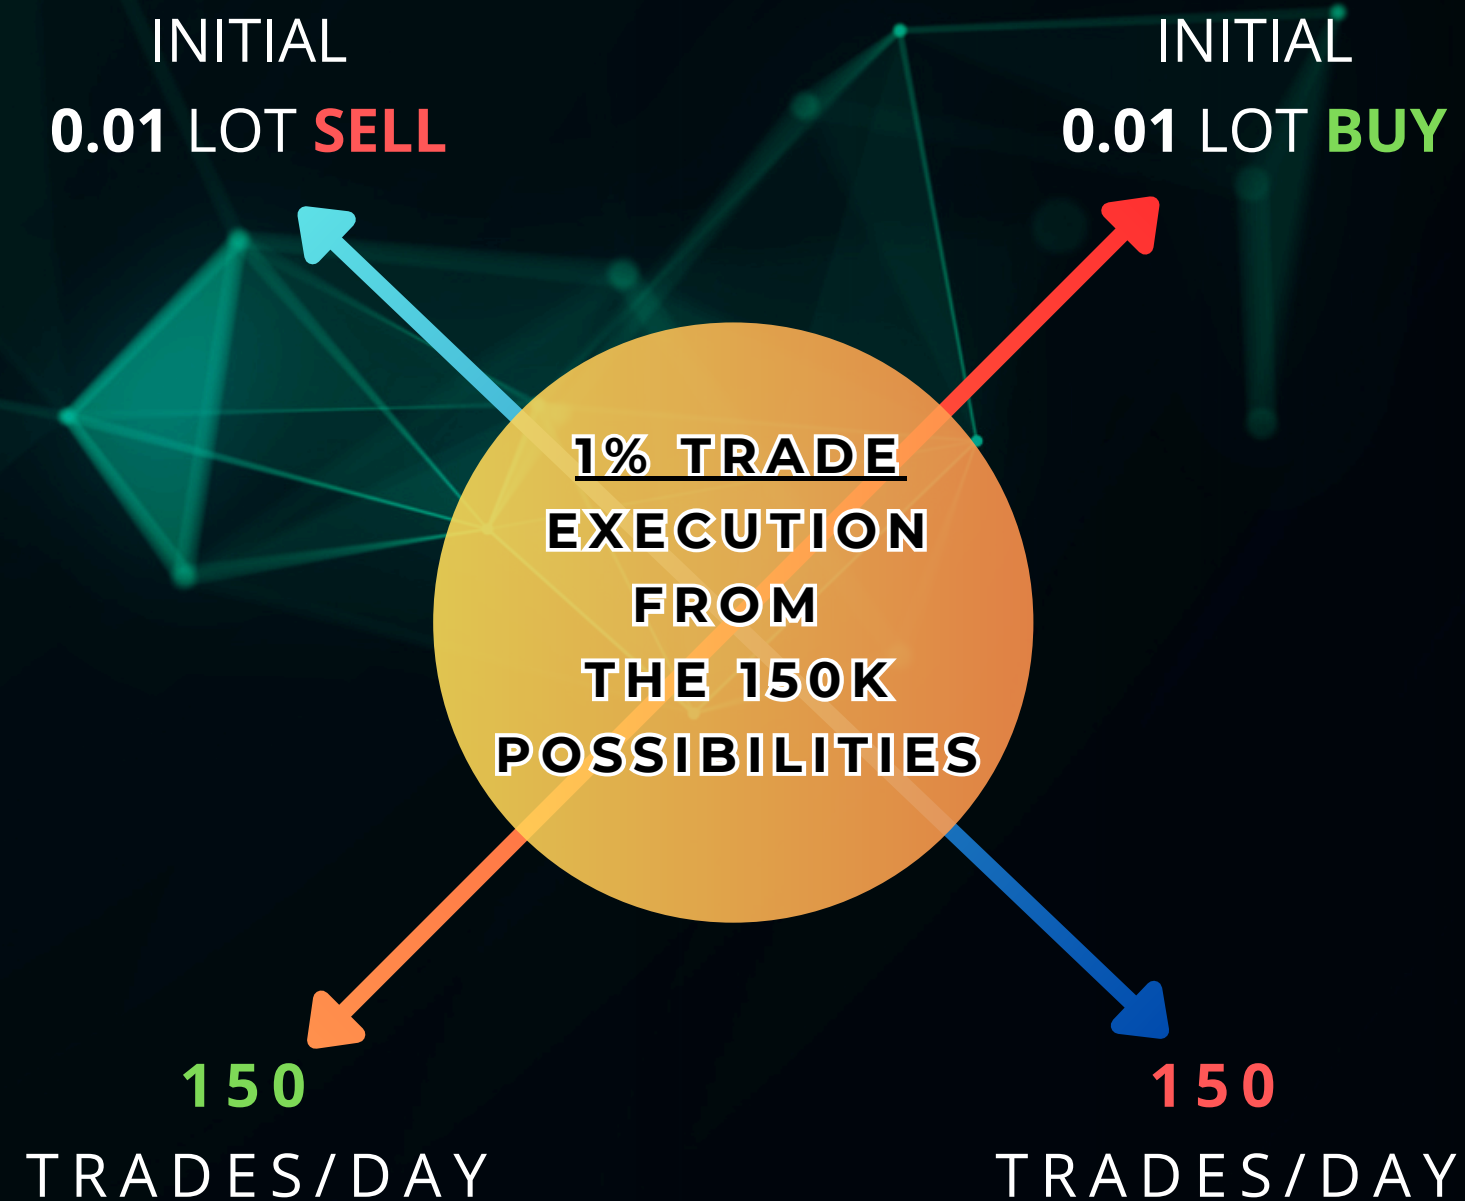 INITIAL
0.01 LOT SELL
INITIAL
0.01 LOT BUY
1% TRADE
EXECUTION
FROM
THE 150K
POSSIBILITIES
150
TRADES/DAY
150
TRADES/DAY